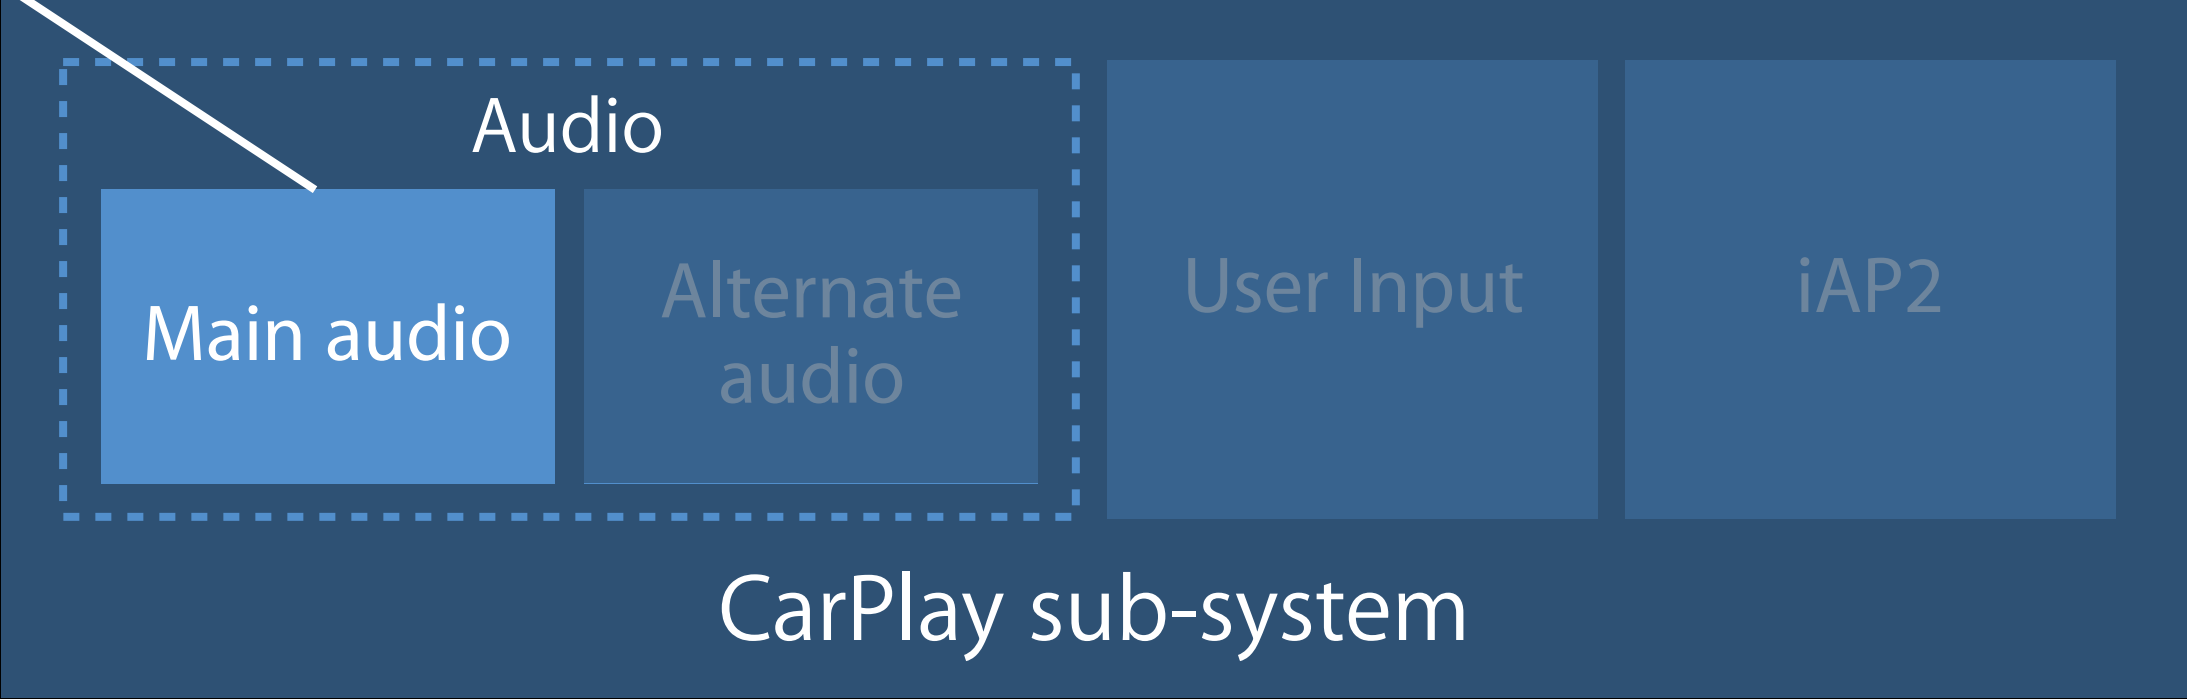 Audio
Main audio
Alternate
audio
User Input
iAP2
CarPlay sub-system